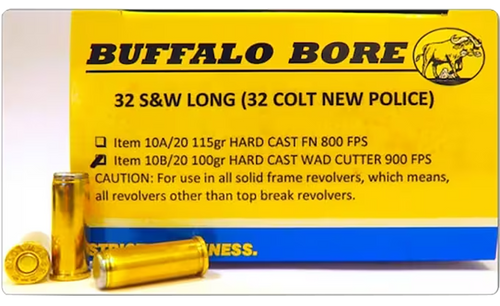 BUFFALO BORE
32 S&W LONG (32 COLT NEW POLICE)
Item 10A/20 115gr HARD CAST FN 800 FPS
Item 10B/20 100gr HARD CAST WAD CUTTER 900 FPS
CAUTION: For use in all solid frame revolvers, which means,
all revolvers other than top break revolvers.